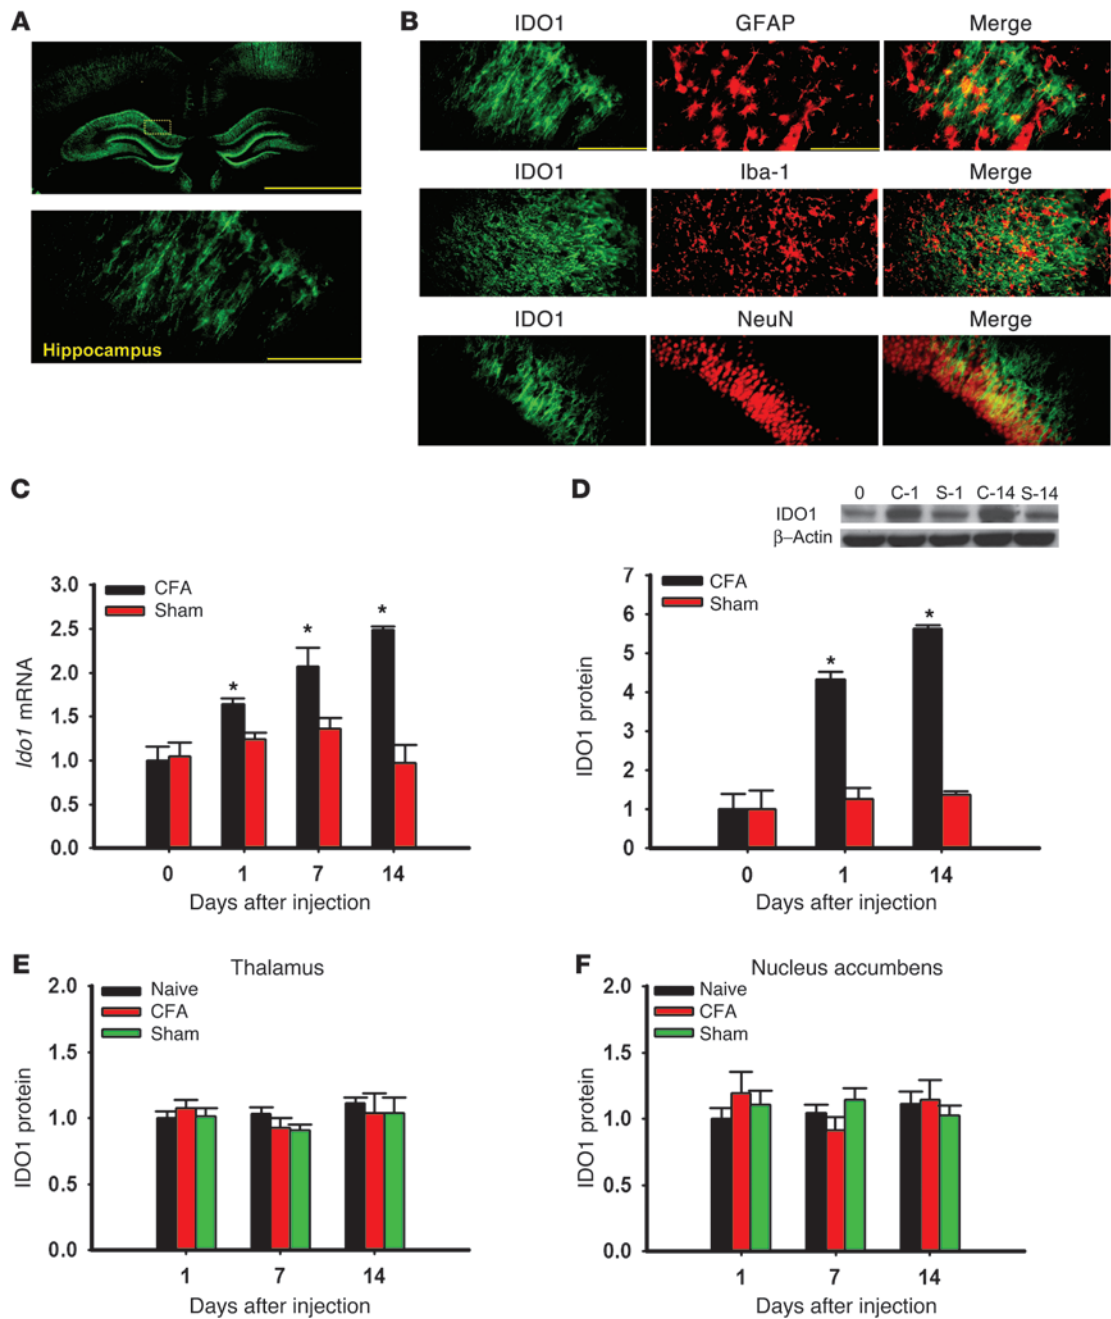 A
Hippocampus
B
IDO1 GFAP Merge
IDO1 Iba-1 Merge
IDO1 NeuN Merge
C
CFA
Sham
3.0
2.5
2.0
1.5
1.0
0.5
0.0
Ido1 mRNA
* * *
0 1 7 14
Days after injection
D
0 C-1 S-1 C-14 S-14
IDO1
β–Actin
CFA
Sham
7
6
5
4
3
2
1
0
IDO1 protein
* *
0 1 14
Days after injection
E
Thalamus
Naive
CFA
Sham
2.0
1.5
1.0
0.5
0.0
IDO1 protein
1 7 14
Days after injection
F
Nucleus accumbens
Naive
CFA
Sham
2.0
1.5
1.0
0.5
0.0
IDO1 protein
1 7 14
Days after injection